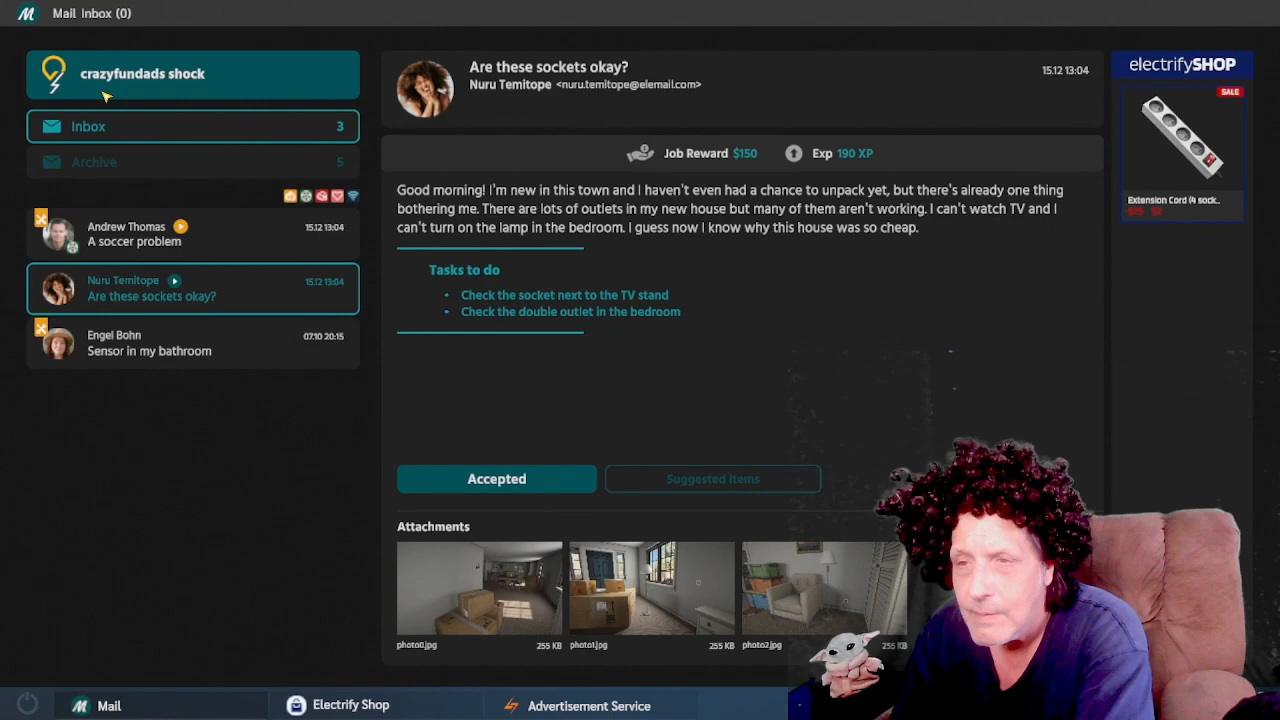 Mail Inbox (0)
crazyfundads shock
Inbox 3
Archive 5
Andrew Thomas 15.12 13:04
A soccer problem
Nuru Temitope 15.12 13:04
Are these sockets okay?
Engel Bohn 07.10 20:15
Sensor in my bathroom
Are these sockets okay?
Nuru Temitope <nuru.temitope@elemail.com>
15.12 13:04
Job Reward $150 Exp 190 XP
Good morning! I'm new in this town and I haven't even had a chance to unpack yet, but there's already one thing
bothering me. There are lots of outlets in my new house but many of them aren't working. I can't watch TV and I
can't turn on the lamp in the bedroom. I guess now I know why this house was so cheap.
Tasks to do
• Check the socket next to the TV stand
• Check the double outlet in the bedroom
Accepted
Suggested items
Attachments
photo0.jpg 255 KB
photo1.jpg 255 KB
photo2.jpg 255 KB
electrifySHOP
SALE
Extension Cord (4 sock..
Mail
Electrify Shop
Advertisement Service